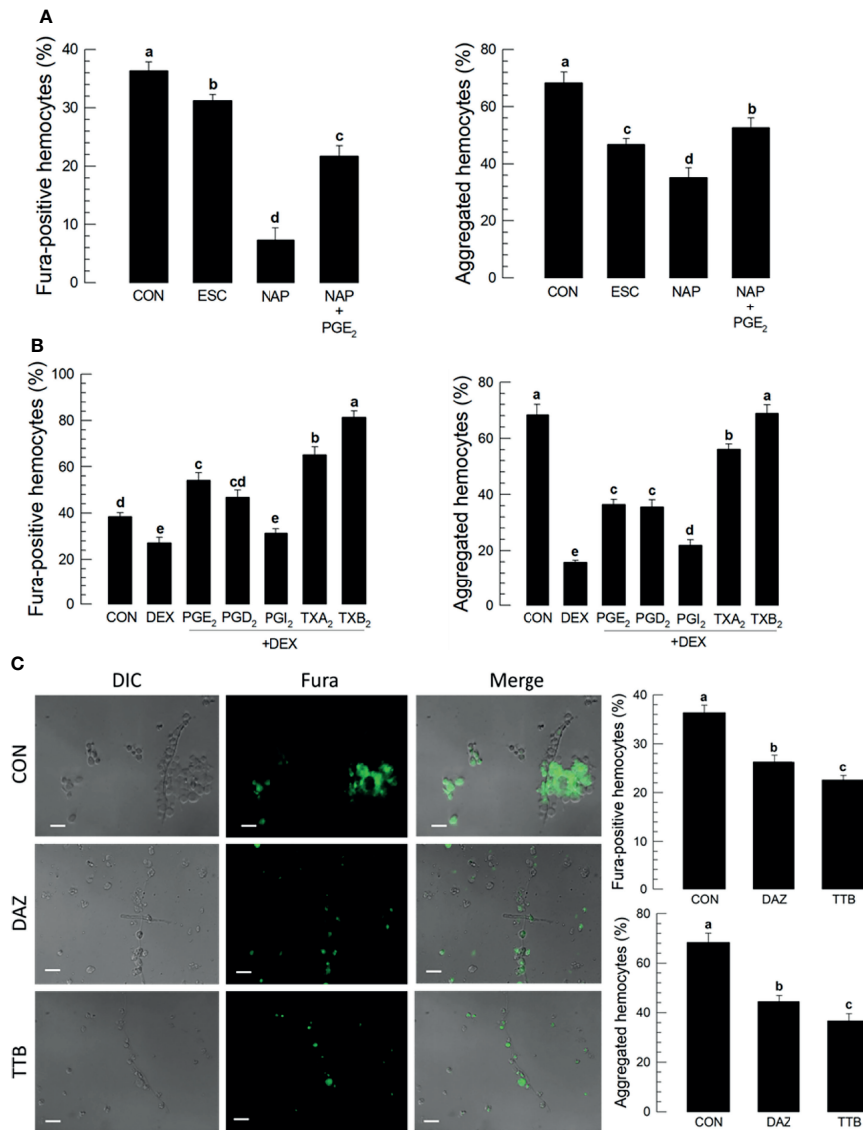 A
Fura-positive hemocytes (%)
40
30
20
10
0
a
b
d
c
CON
ESC
NAP
NAP
+
PGE₂
Aggregated hemocytes (%)
80
60
40
20
0
a
c
d
b
CON
ESC
NAP
NAP
+
PGE₂
B
Fura-positive hemocytes (%)
100
80
60
40
20
0
d
e
c
cd
e
b
a
CON DEX PGE₂ PGD₂ PGI₂ TXA₂ TXB₂
+DEX
Aggregated hemocytes (%)
80
60
40
20
0
a
e
c
c
d
b
a
CON DEX PGE₂ PGD₂ PGI₂ TXA₂ TXB₂
+DEX
C
DIC Fura Merge
CON
DAZ
TTB
Fura-positive hemocytes (%)
40
30
20
10
0
a
b
c
CON DAZ TTB
Aggregated hemocytes (%)
80
60
40
20
0
a
b
c
CON DAZ TTB